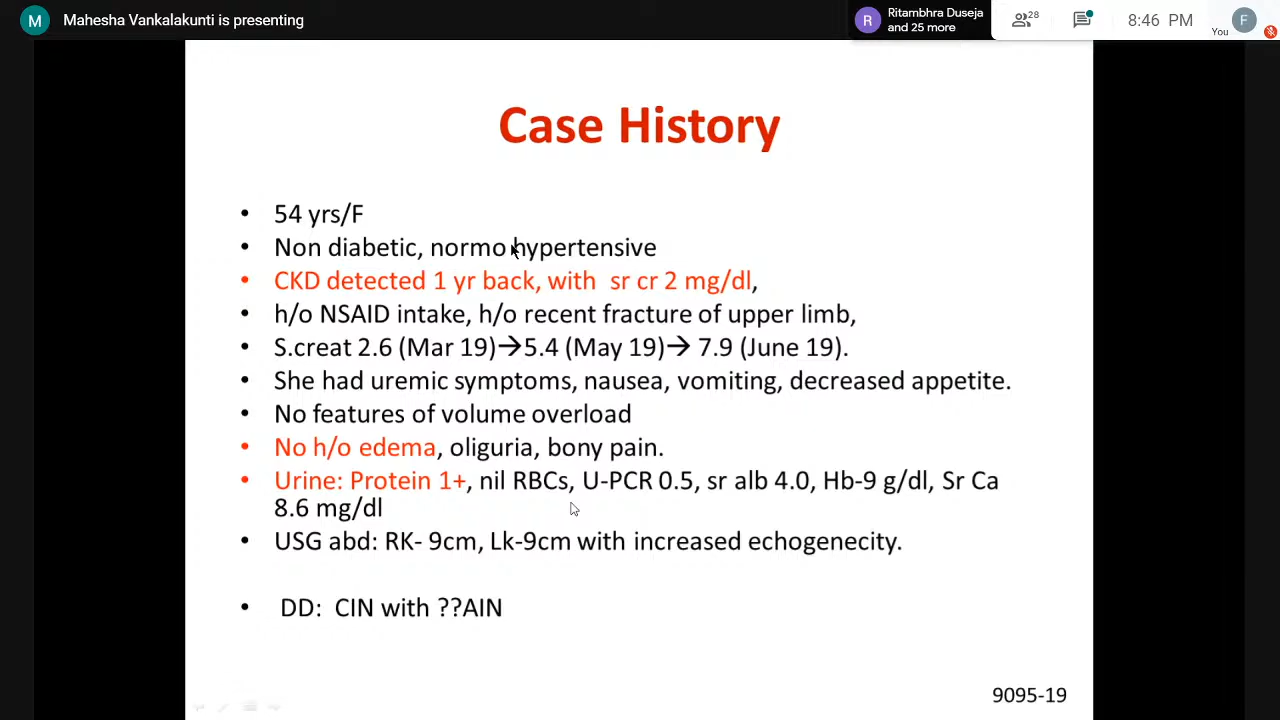 M Mahesha Vankalakunti is presenting
R Ritambhra Duseja
and 25 more
28
8:46 PM
You F
Case History
• 54 yrs/F
• Non diabetic, normo hypertensive
• CKD detected 1 yr back, with sr cr 2 mg/dl,
• h/o NSAID intake, h/o recent fracture of upper limb,
• S.creat 2.6 (Mar 19)→5.4 (May 19)→ 7.9 (June 19).
• She had uremic symptoms, nausea, vomiting, decreased appetite.
• No features of volume overload
• No h/o edema, oliguria, bony pain.
• Urine: Protein 1+, nil RBCs, U-PCR 0.5, sr alb 4.0, Hb-9 g/dl, Sr Ca
8.6 mg/dl
• USG abd: RK- 9cm, Lk-9cm with increased echogenecity.
• DD: CIN with ??AIN
9095-19